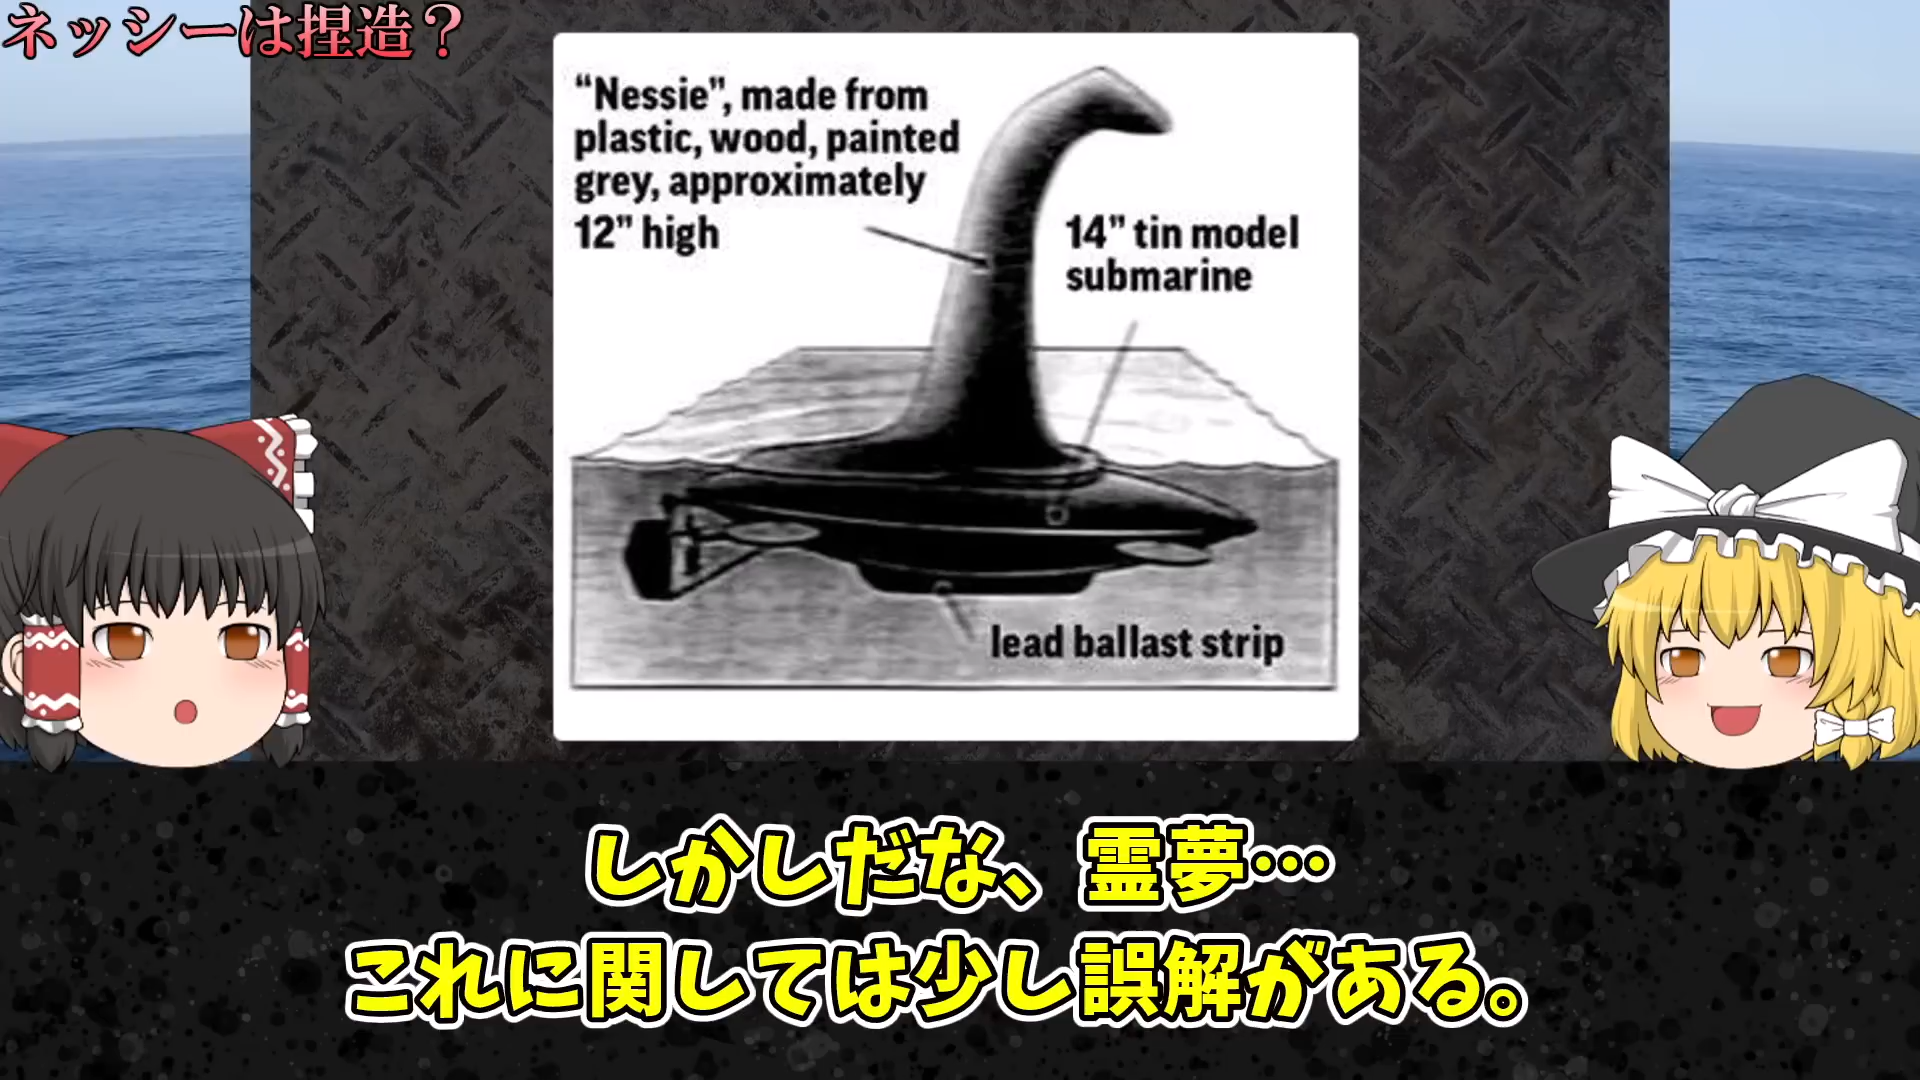 ネッシーは捏造？
“Nessie”, made from
plastic, wood, painted
grey, approximately
12” high
14” tin model
submarine
lead ballast strip
しかしだな、霊夢…
これに関しては少し誤解がある。